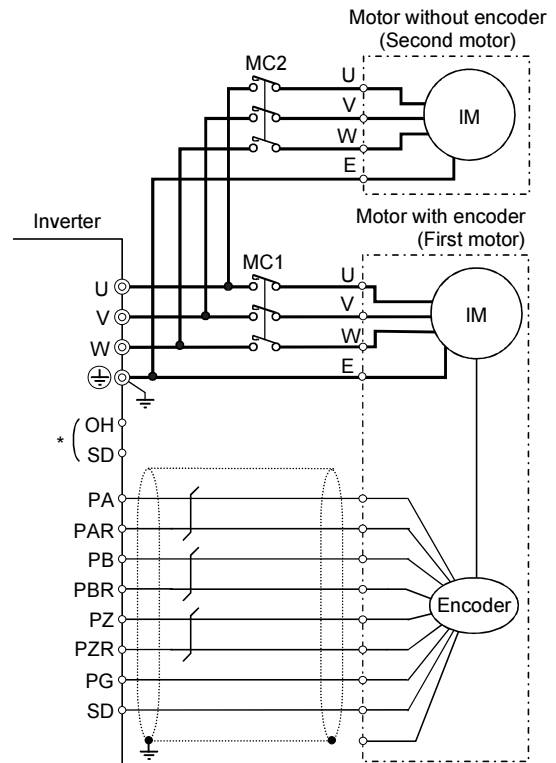 Motor without encoder
(Second motor)
MC2
U
V
W
E
IM
Inverter
Motor with encoder
(First motor)
MC1
U
V
W
E
IM
U
V
W
* OH
SD
PA
PAR
PB
PBR
PZ
PZR
PG
SD
Encoder